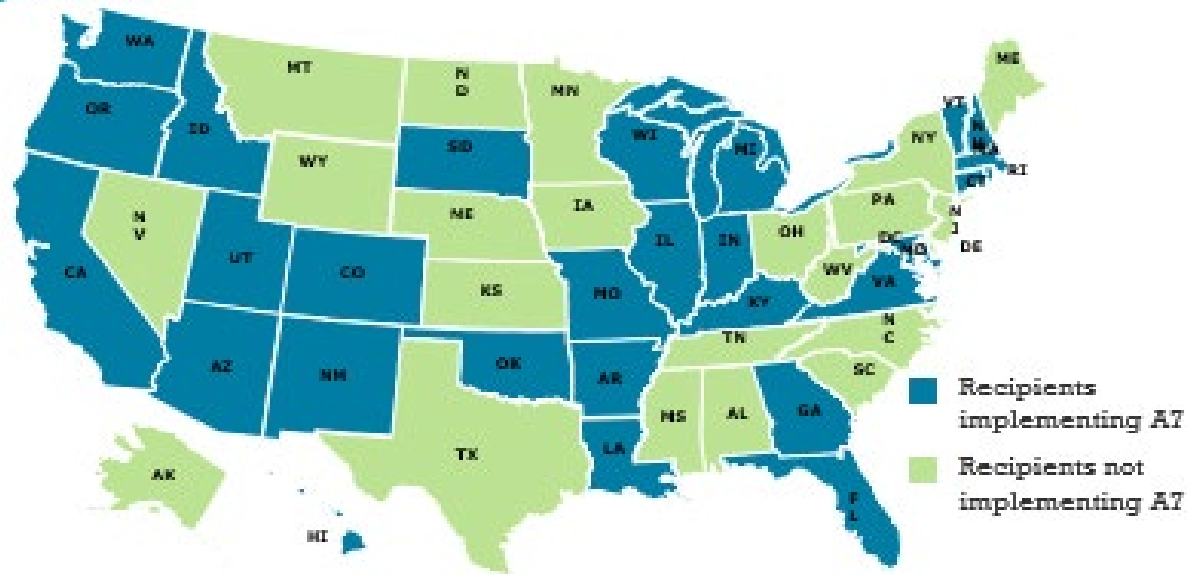 WA
MT
N
D
MN
ME
OR
ID
SD
WI
MI
VT
NY
N
H
MA
RI
CT
WY
N
V
NE
IA
PA
N
J
UT
CO
IL
IN
OH
DC
MD
DE
CA
KS
MO
WV
VA
KY
AZ
NM
OK
AR
TN
N
C
SC
MS
AL
GA
LA
TX
AK
HI
F
L
Recipients
implementing A7
Recipients not
implementing A7